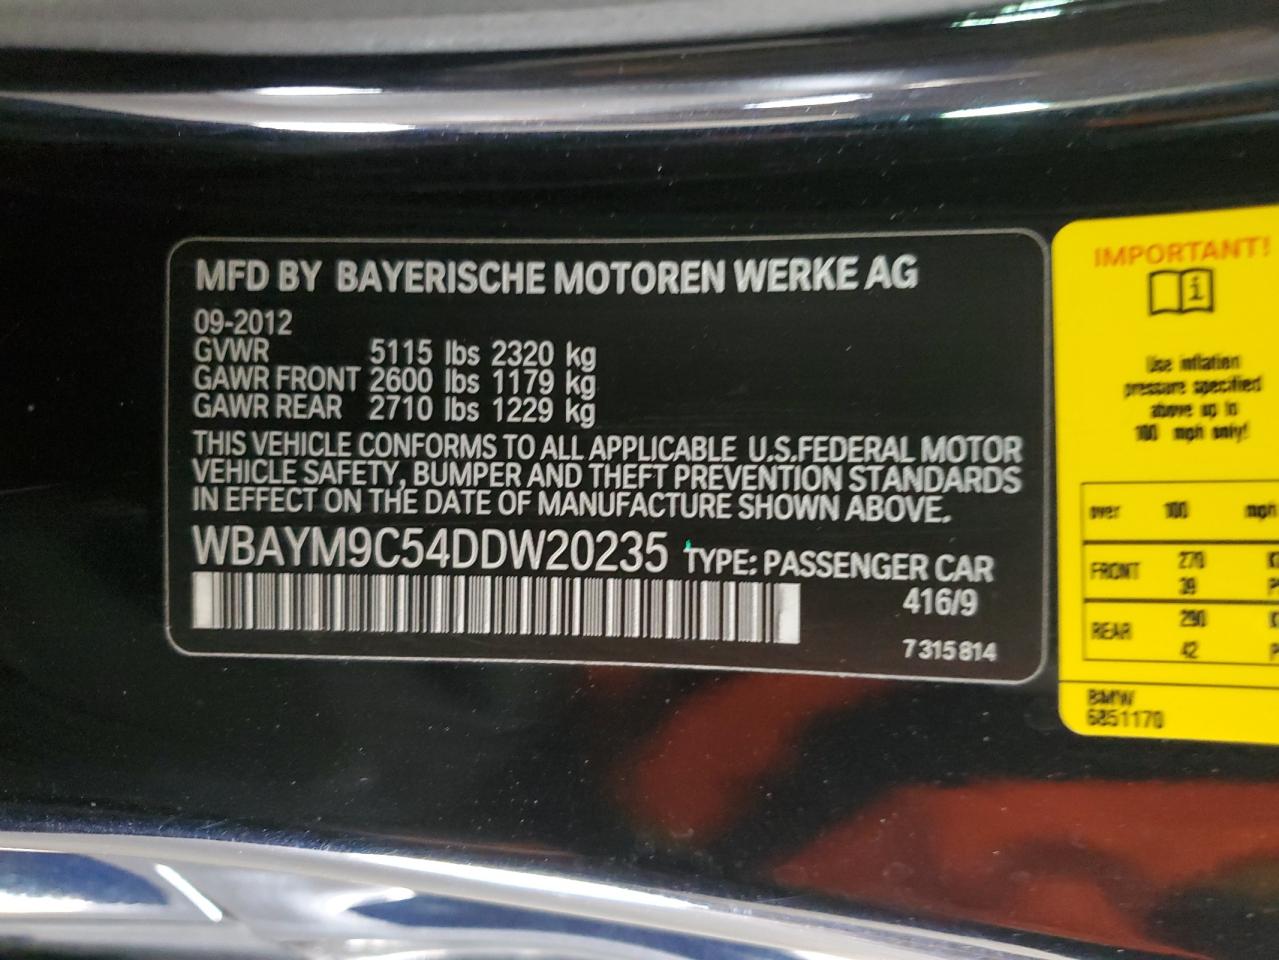 MFD BY BAYERISCHE MOTOREN WERKE AG
09-2012
GVWR 5115 lbs 2320 kg
GAWR FRONT 2600 lbs 1179 kg
GAWR REAR 2710 lbs 1229 kg
THIS VEHICLE CONFORMS TO ALL APPLICABLE U.S.FEDERAL MOTOR
VEHICLE SAFETY, BUMPER AND THEFT PREVENTION STANDARDS
IN EFFECT ON THE DATE OF MANUFACTURE SHOWN ABOVE.
WBAYM9C54DDW20235 TYPE: PASSENGER CAR
416/9
7 315 814
IMPORTANT!
Use inflation
pressure specified
above up to
100 mph only!
over 100 mph
FRONT 270
39
REAR 290
42
BMW
6851170